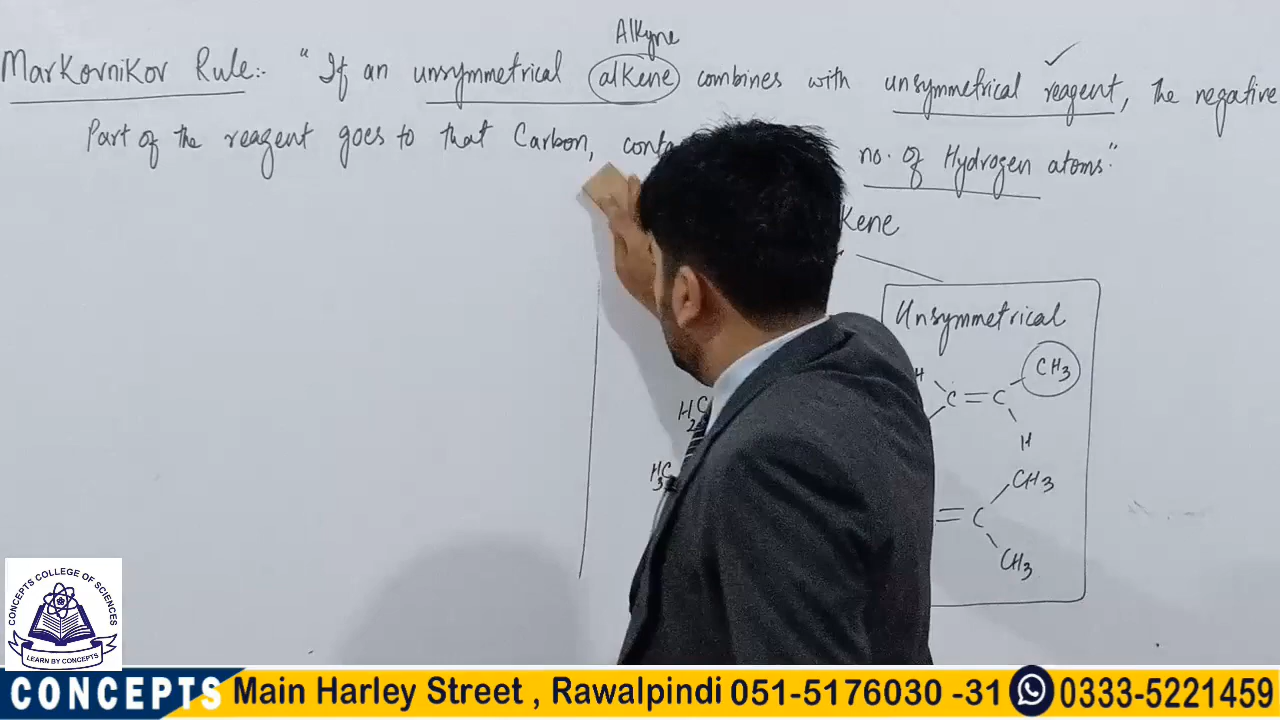 Alkyne
Markovnikov Rule:- "If an unsymmetrical alkene combines with unsymmetrical reagent, the negative
Part of the reagent goes to that Carbon, no. of Hydrogen atoms."
Unsymmetrical
H CH3
C = C
H
H2C
CH3
H3C
= C
CH3
CONCEPTS COLLEGE OF SCIENCES
LEARN BY CONCEPTS
CONCEPTS Main Harley Street , Rawalpindi 051-5176030 -31 0333-5221459